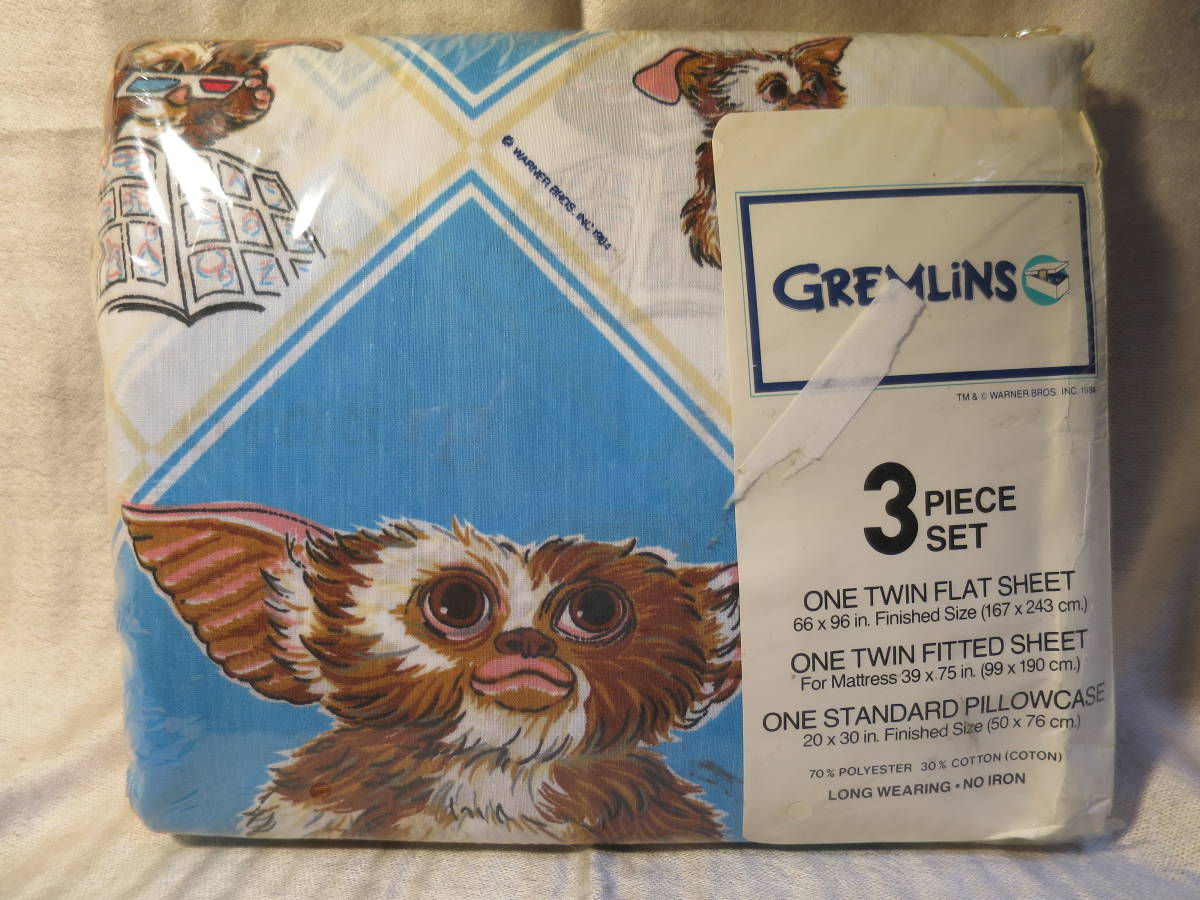 © WARNER BROS. INC 1984
GREMLiNS
TM & © WARNER BROS. INC. 1984
3 PIECE
SET
ONE TWIN FLAT SHEET
66 x 96 in. Finished Size (167 x 243 cm.)
ONE TWIN FITTED SHEET
For Mattress 39 x 75 in. (99 x 190 cm.)
ONE STANDARD PILLOWCASE
20 x 30 in. Finished Size (50 x 76 cm.)
70% POLYESTER 30% COTTON (COTON)
LONG WEARING • NO IRON